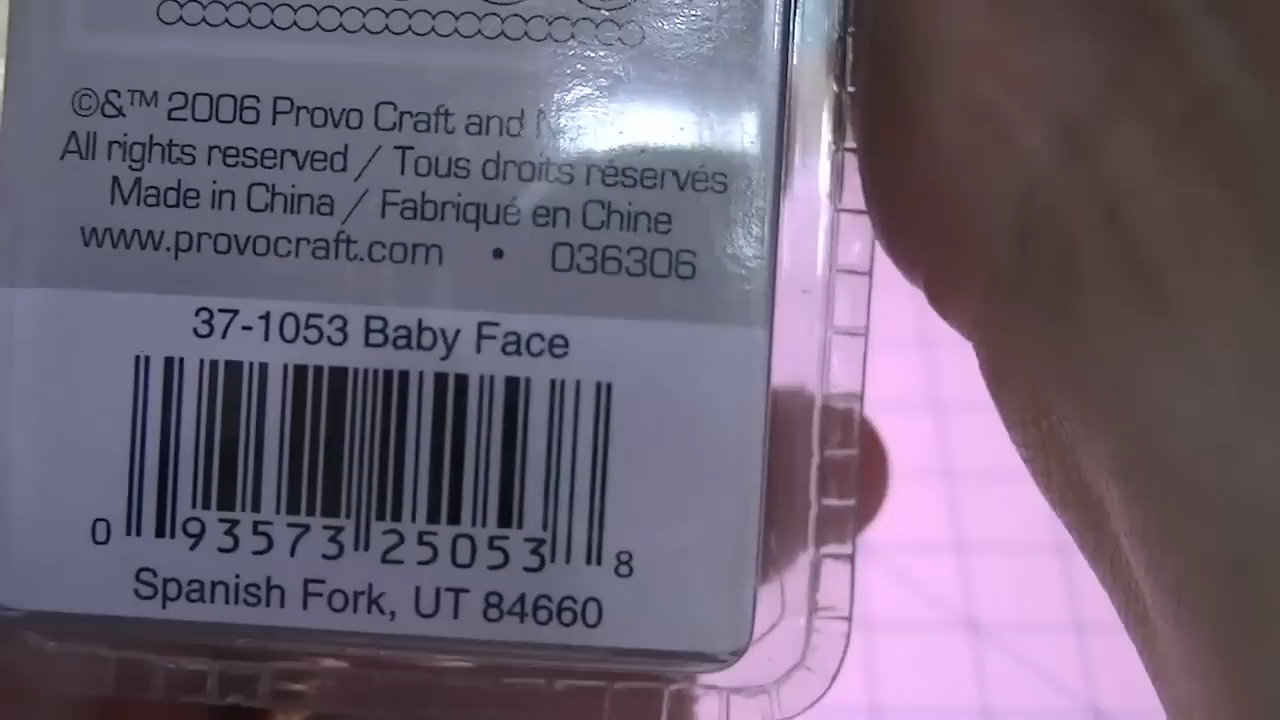 ©&™ 2006 Provo Craft and
All rights reserved / Tous droits réservés
Made in China / Fabriqué en Chine
www.provocraft.com • 036306
37-1053 Baby Face
0 93573 25053 8
Spanish Fork, UT 84660